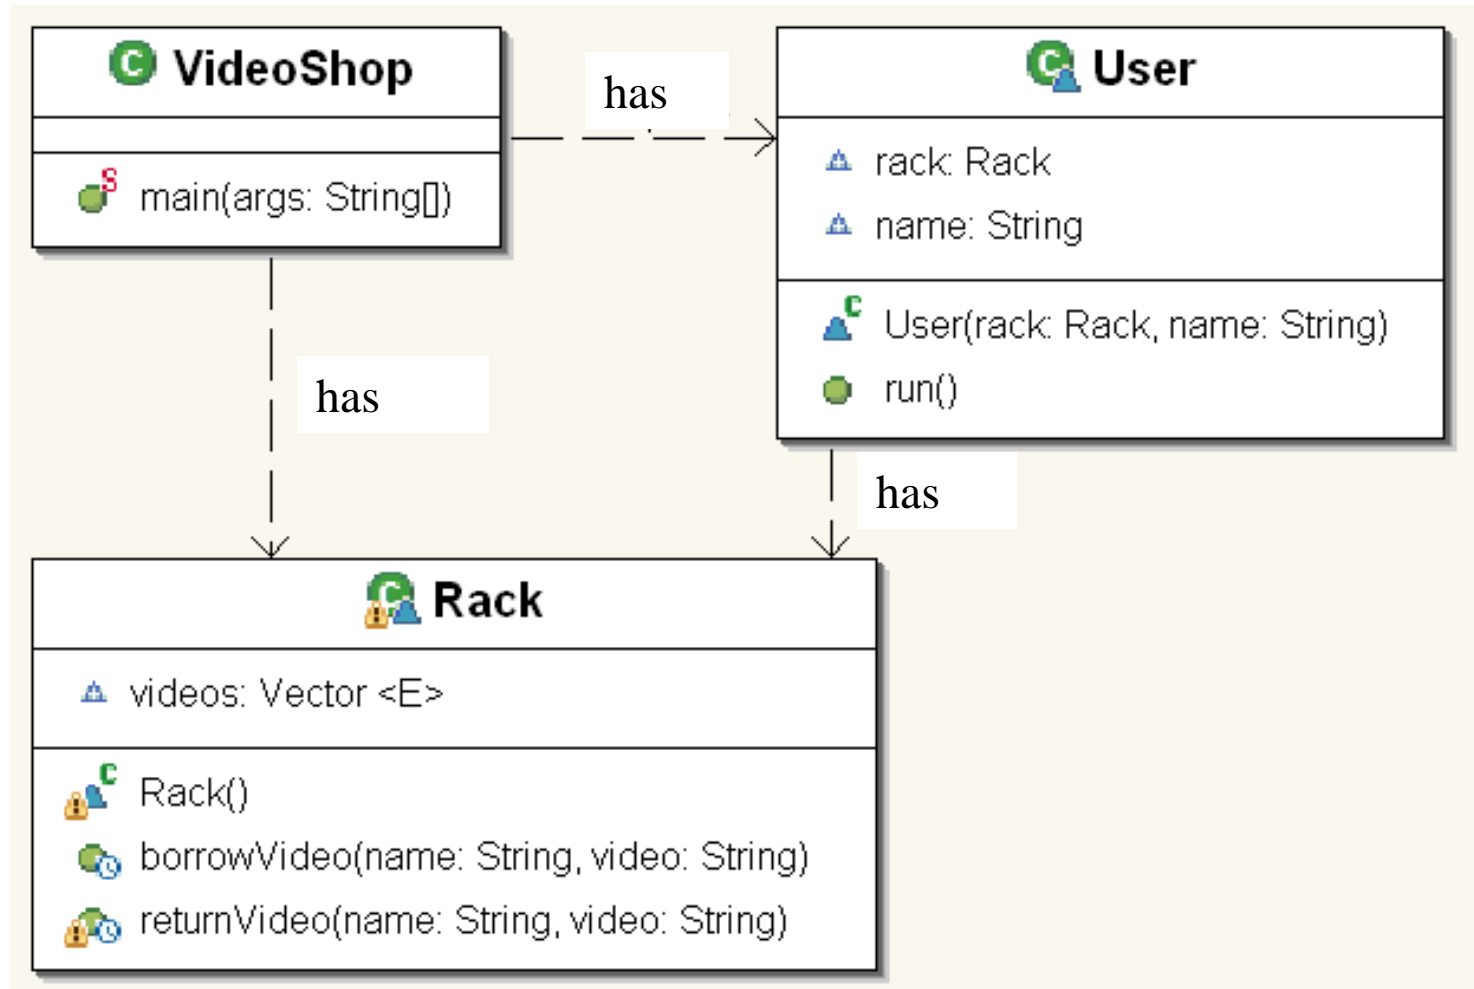 VideoShop
main(args: String[])
has
User
rack: Rack
name: String
User(rack: Rack, name: String)
run()
has
has
Rack
videos: Vector <E>
Rack()
borrowVideo(name: String, video: String)
returnVideo(name: String, video: String)